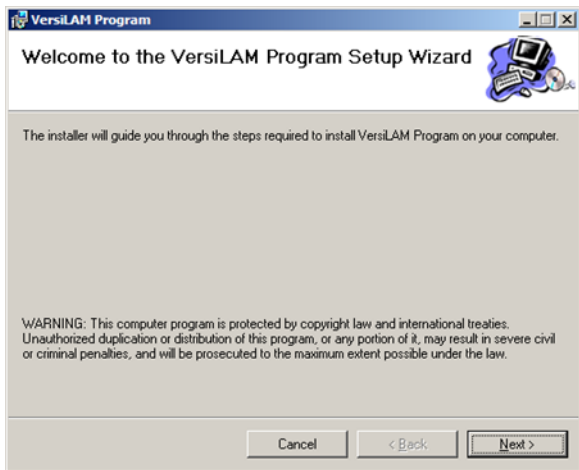 VersiLAM Program
Welcome to the VersiLAM Program Setup Wizard
The installer will guide you through the steps required to install VersiLAM Program on your computer.
WARNING: This computer program is protected by copyright law and international treaties.
Unauthorized duplication or distribution of this program, or any portion of it, may result in severe civil
or criminal penalties, and will be prosecuted to the maximum extent possible under the law.
Cancel
< Back
Next >